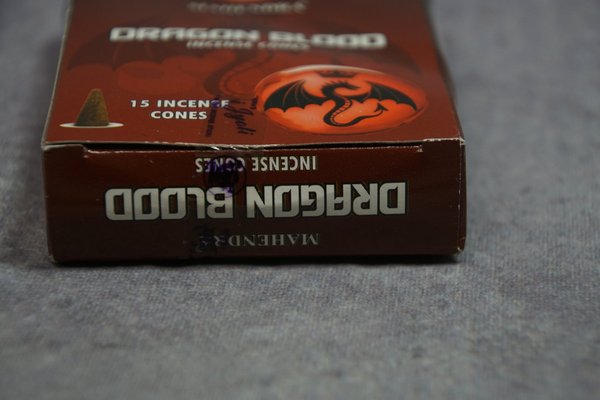 DRAGON BLOOD
INCENSE CONES
15 INCENSE
CONES
MAHENDRA
DRAGON BLOOD
INCENSE CONES